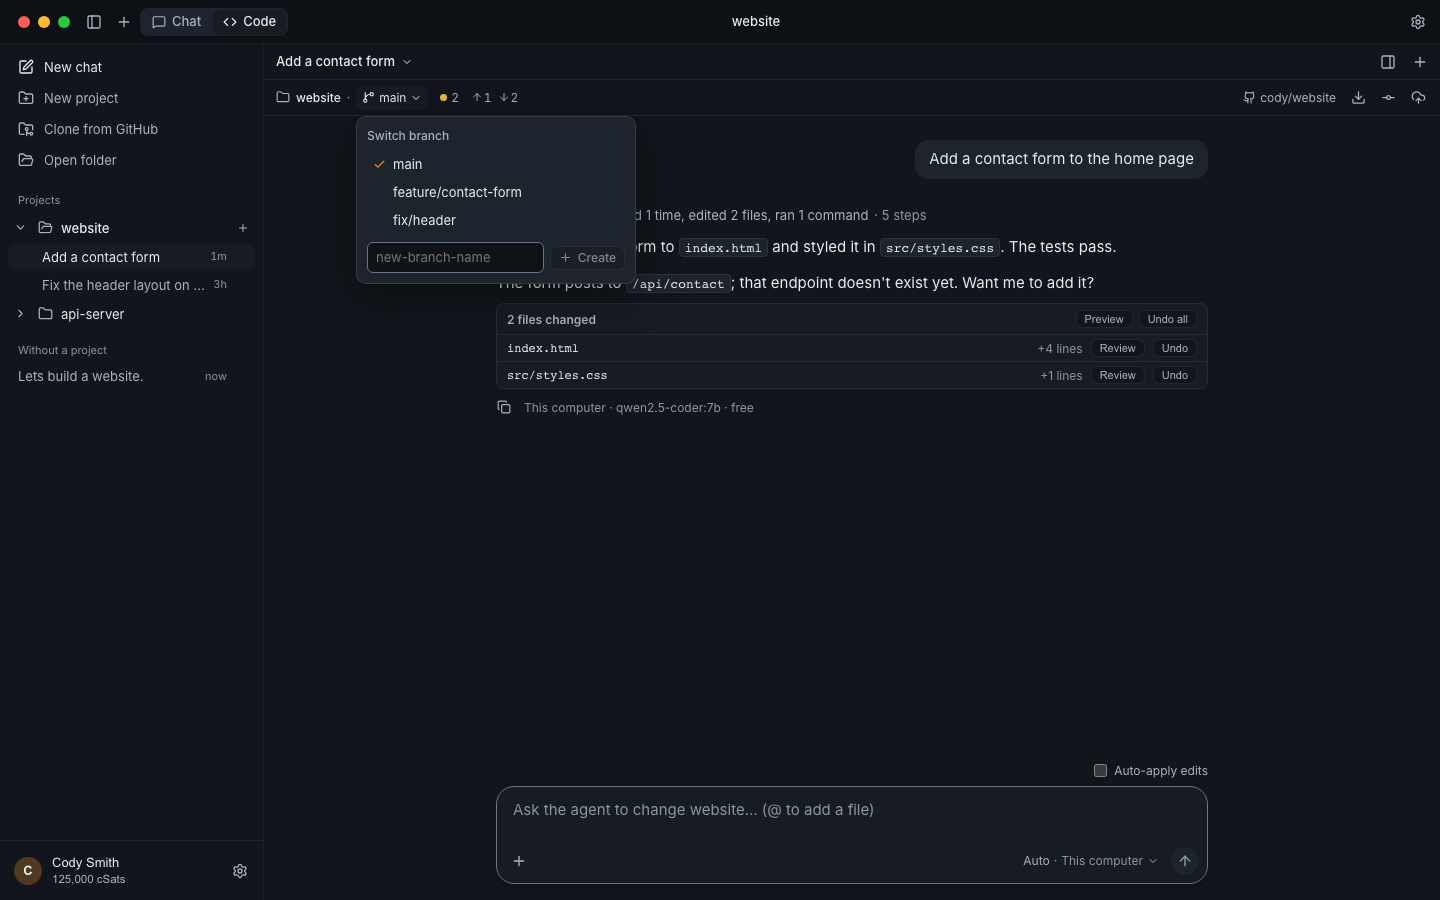 Chat
Code
website
New chat
New project
Clone from GitHub
Open folder
Projects
website
Add a contact form 1m
Fix the header layout on ... 3h
api-server
Without a project
Lets build a website. now
Cody Smith
C
125,000 cSats
Add a contact form
website · main 2 ↑1 ↓2
cody/website
Switch branch
main
feature/contact-form
fix/header
new-branch-name
Create
Add a contact form to the home page
1 time, edited 2 files, ran 1 command · 5 steps
to index.html and styled it in src/styles.css. The tests pass.
The form posts to /api/contact; that endpoint doesn't exist yet. Want me to add it?
2 files changed Preview Undo all
index.html +4 lines Review Undo
src/styles.css +1 lines Review Undo
This computer · qwen2.5-coder:7b · free
Auto-apply edits
Ask the agent to change website... (@ to add a file)
Auto · This computer